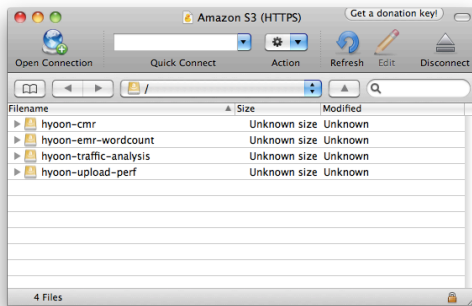 Amazon S3 (HTTPS)
Get a donation key!
Open Connection
Quick Connect
Action
Refresh
Edit
Disconnect
/
Filename Size Modified
hyoon-cmr Unknown size Unknown
hyoon-emr-wordcount Unknown size Unknown
hyoon-traffic-analysis Unknown size Unknown
hyoon-upload-perf Unknown size Unknown
4 Files